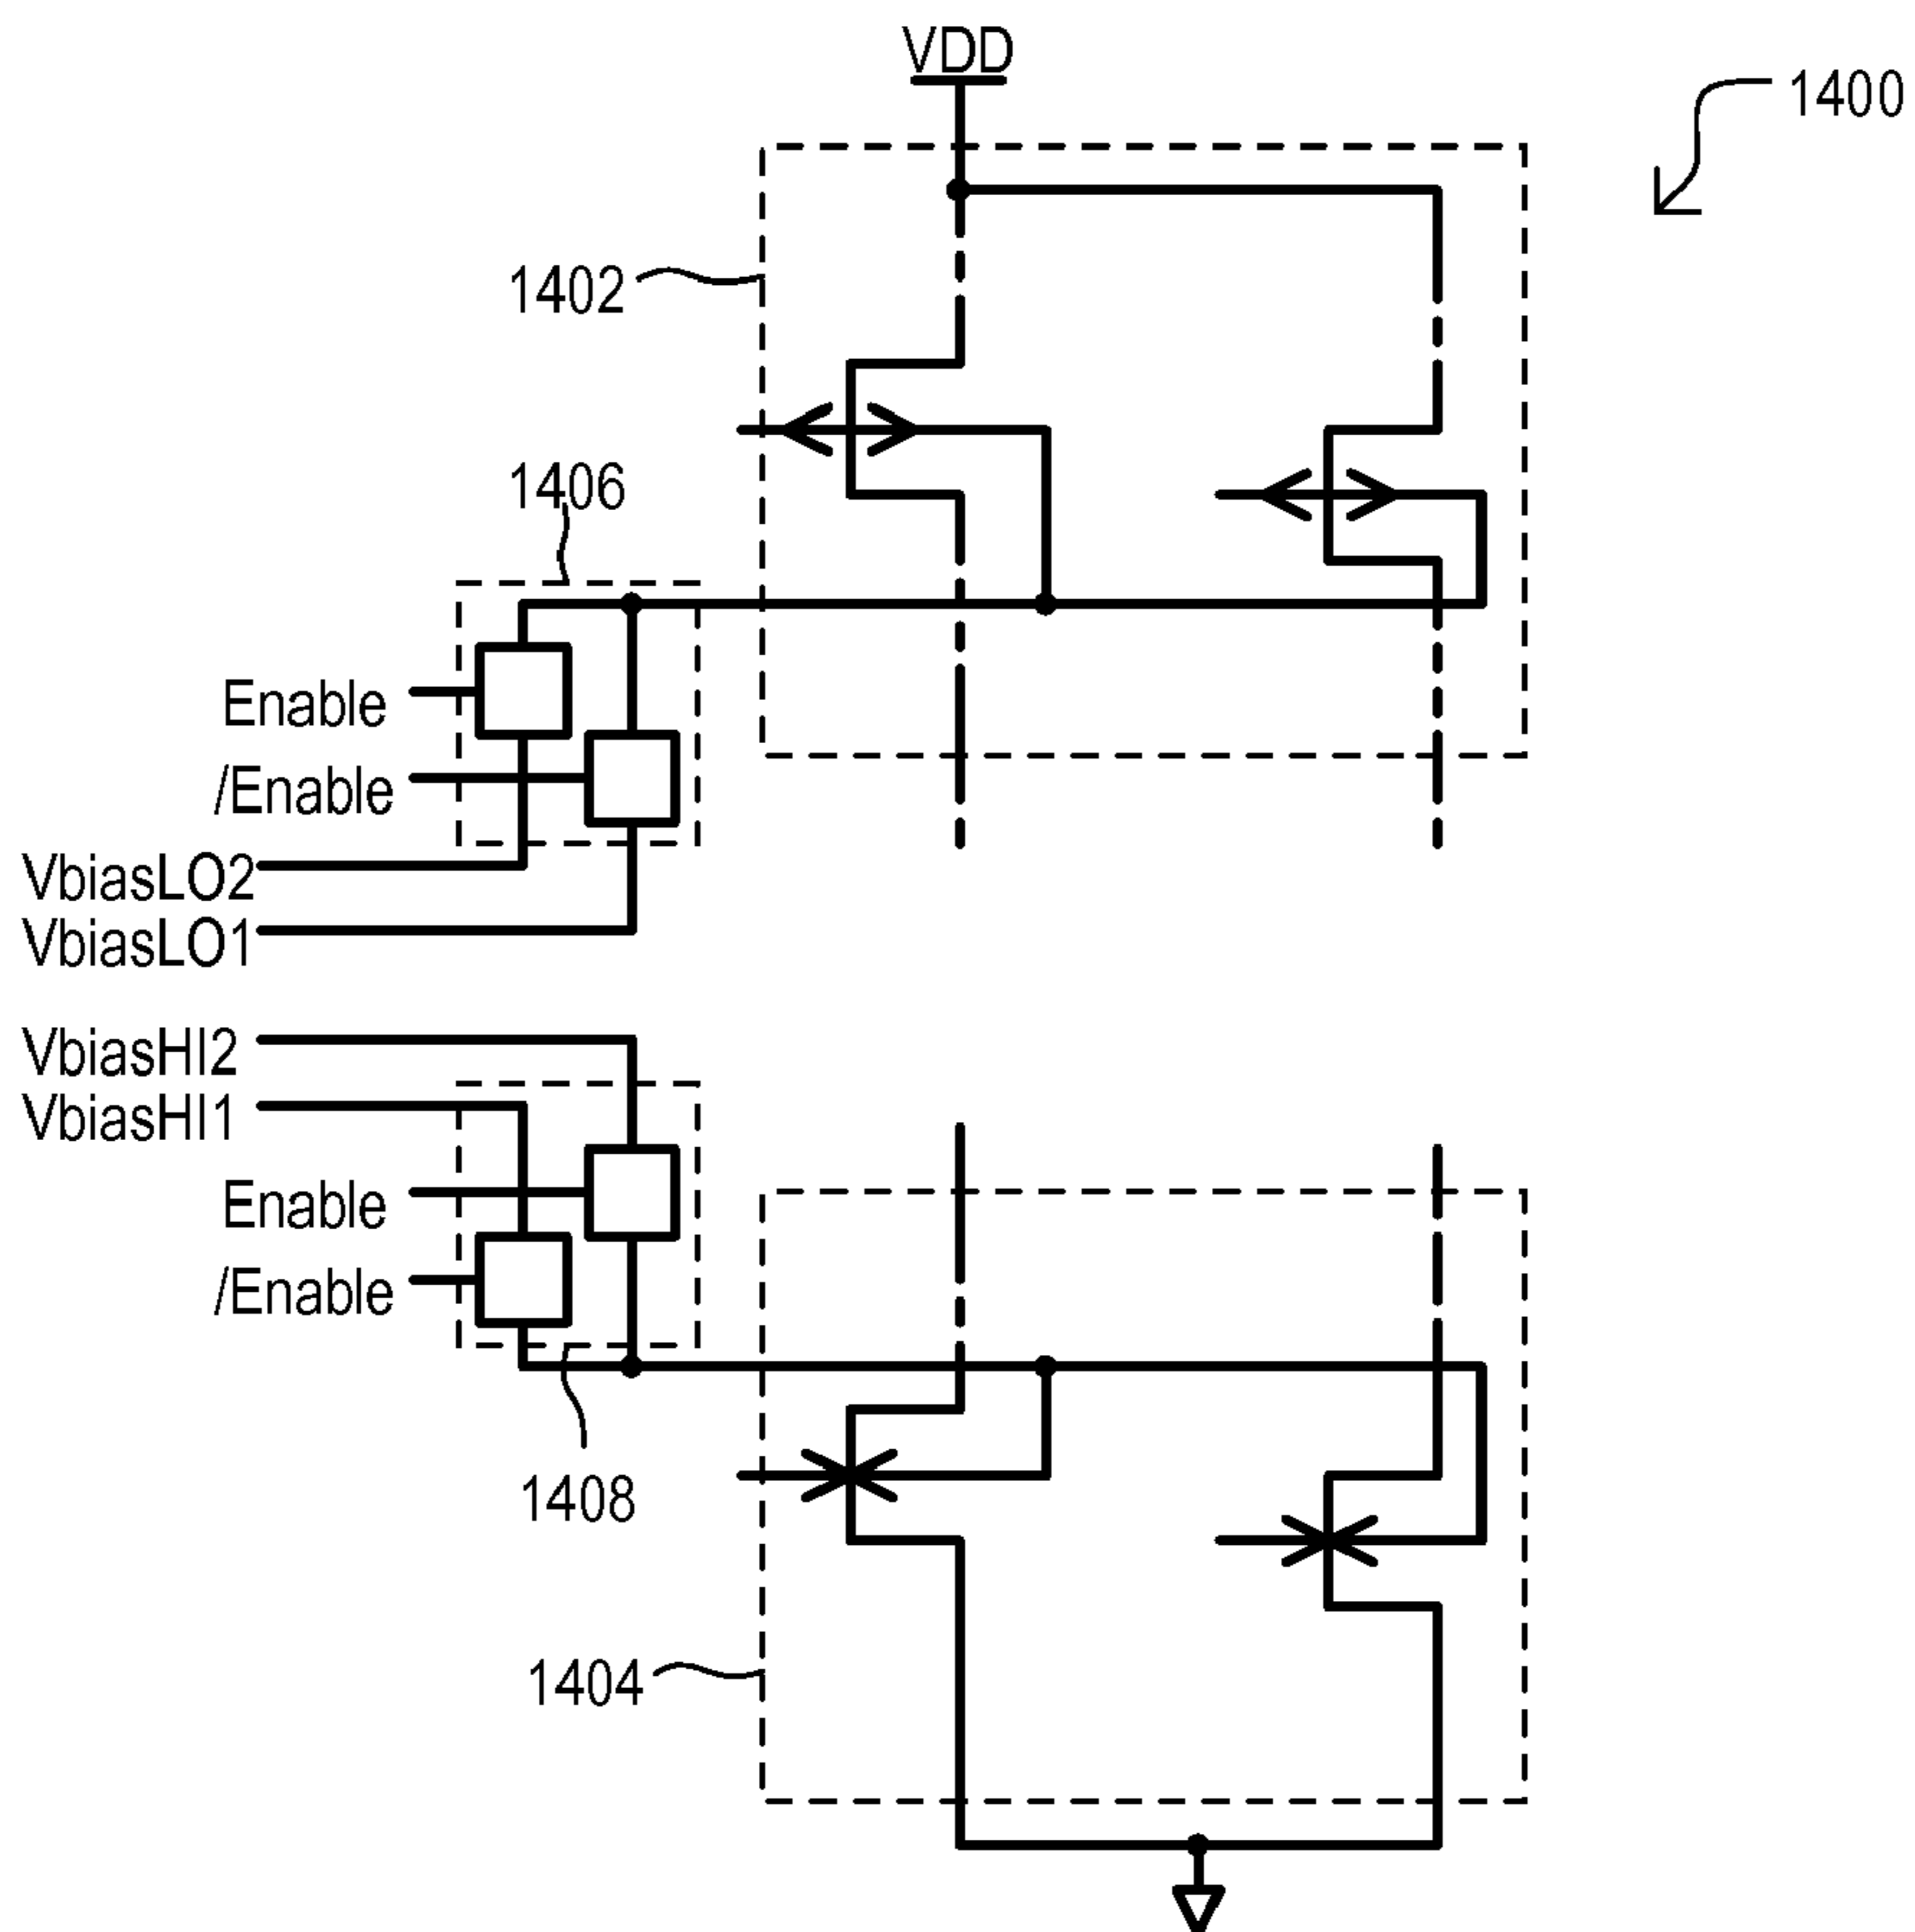 VDD
1400
1402
1406
Enable
/Enable
VbiasLO2
VbiasLO1
VbiasHI2
VbiasHI1
Enable
/Enable
1408
1404